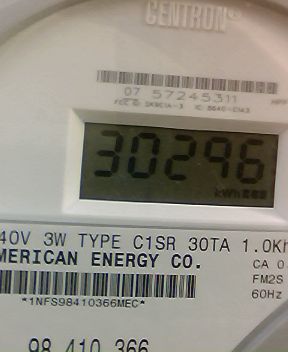 CENTRON®
07 57245311
30296
kWh
40V 3W TYPE C1SR 30TA 1.0Kh
MERICAN ENERGY CO.
CA 0.
FM2S
60Hz
*1NFS98410366MEC*
98 410 366